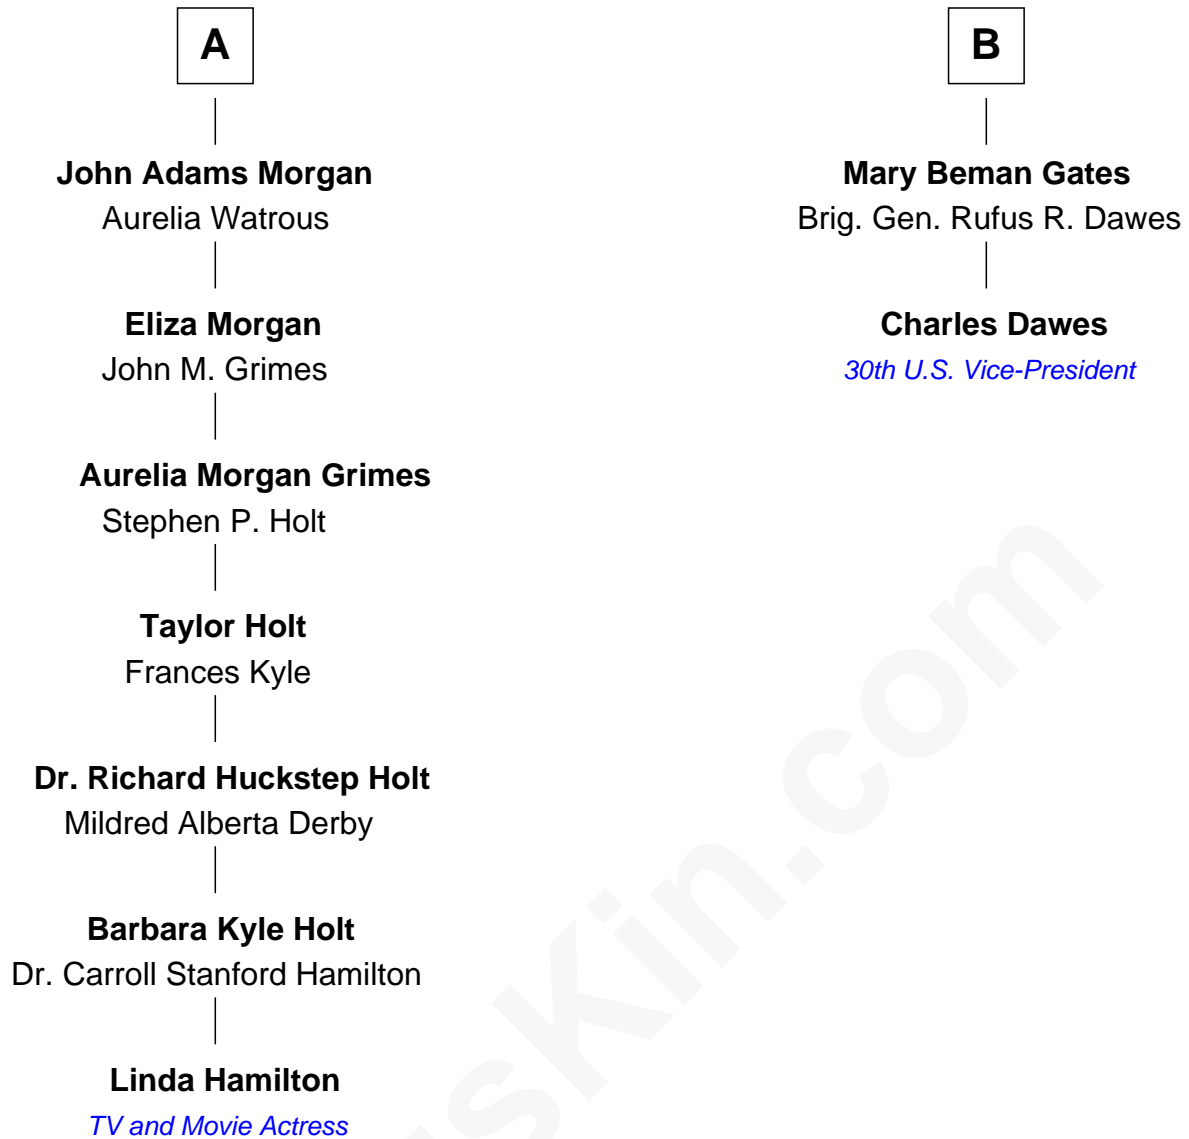 A
John Adams Morgan
Aurelia Watrous
Eliza Morgan
John M. Grimes
Aurelia Morgan Grimes
Stephen P. Holt
Taylor Holt
Frances Kyle
Dr. Richard Huckstep Holt
Mildred Alberta Derby
Barbara Kyle Holt
Dr. Carroll Stanford Hamilton
Linda Hamilton
TV and Movie Actress
B
Mary Beman Gates
Brig. Gen. Rufus R. Dawes
Charles Dawes
30th U.S. Vice-President
sKin.com